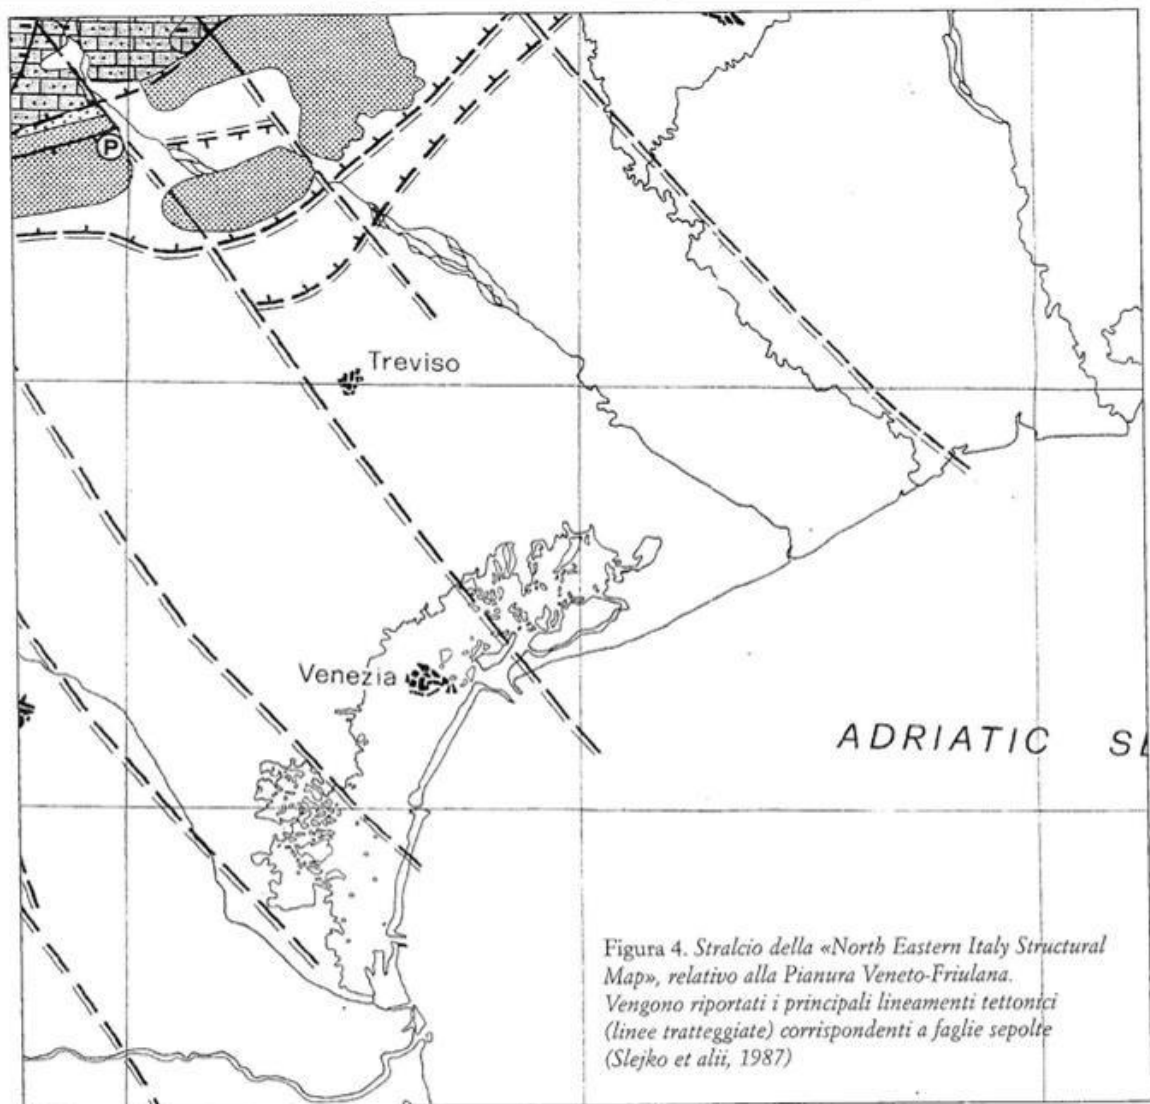 P
Treviso
Venezia
ADRIATIC
Figura 4. Stralcio della «North Eastern Italy Structural
Map», relativo alla Pianura Veneto-Friulana.
Vengono riportati i principali lineamenti tettonici
(linee tratteggiate) corrispondenti a faglie sepolte
(Slejko et alii, 1987)